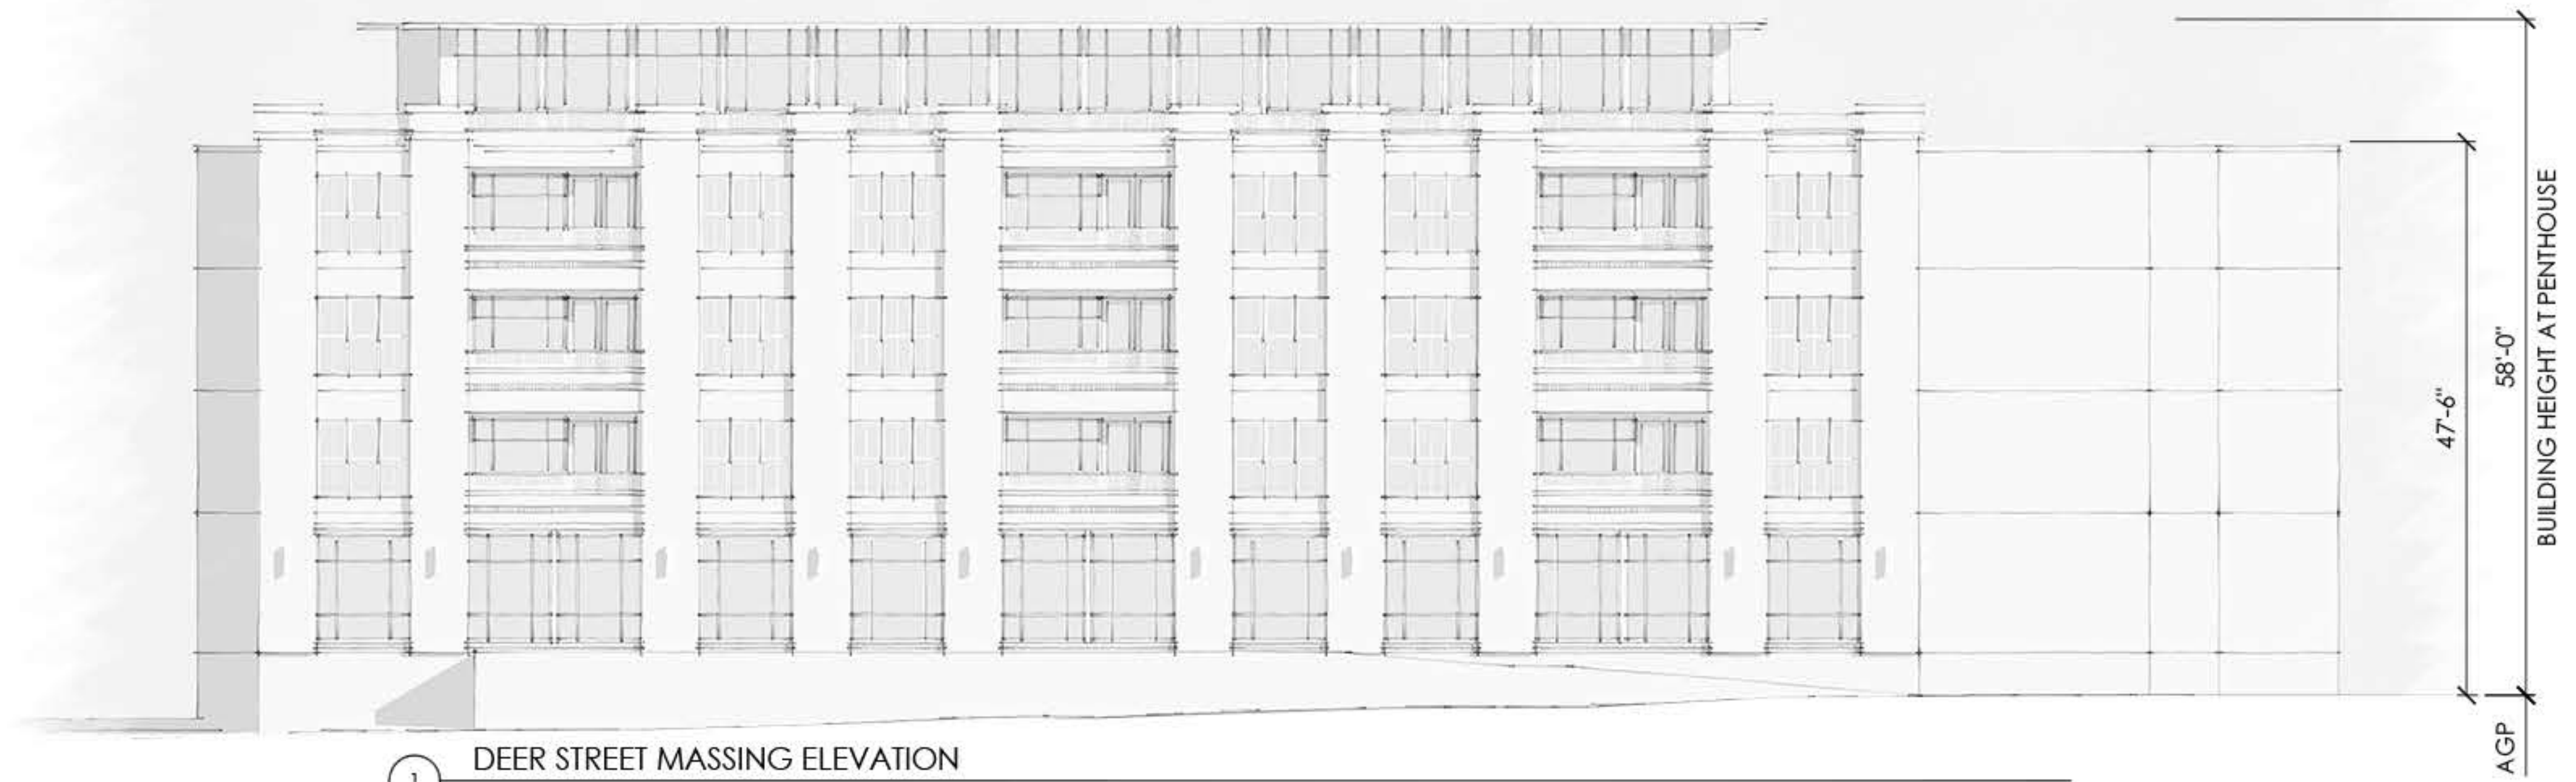 BUILDING HEIGHT AT PENTHOUSE
58'-0"
47'-6"
AGP
1
DEER STREET MASSING ELEVATION